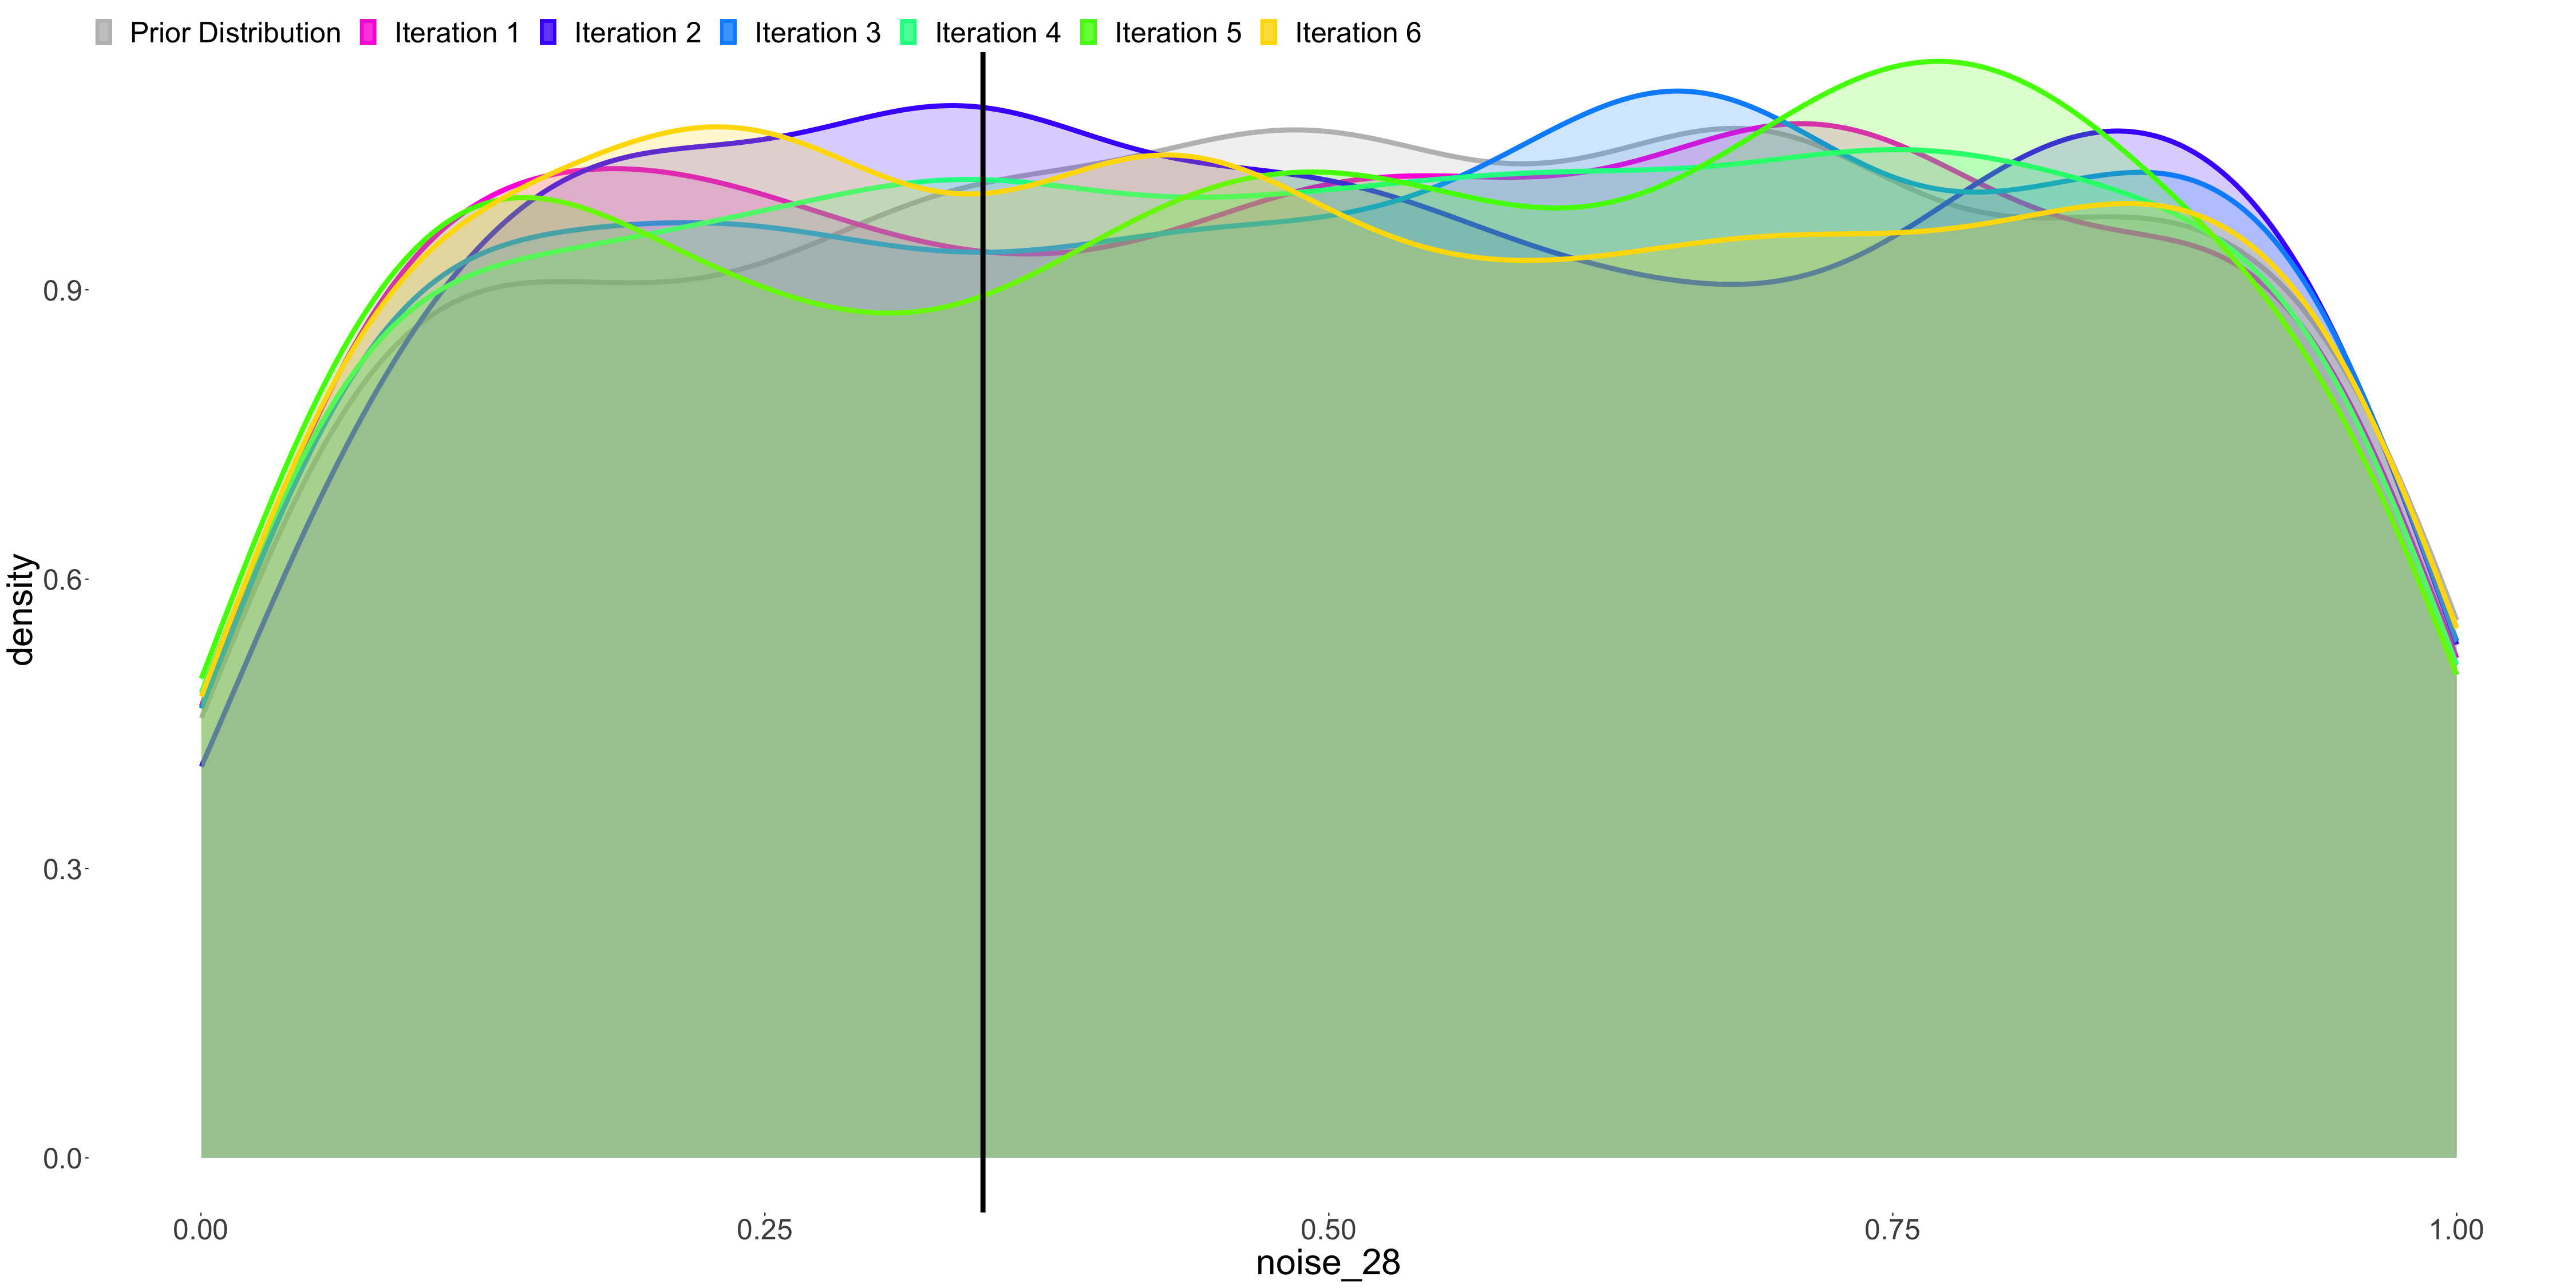 Prior Distribution Iteration 1 Iteration 2 Iteration 3 Iteration 4 Iteration 5 Iteration 6
density
0.9
0.6
0.3
0.0
0.00 0.25 0.50 0.75 1.00
noise_28